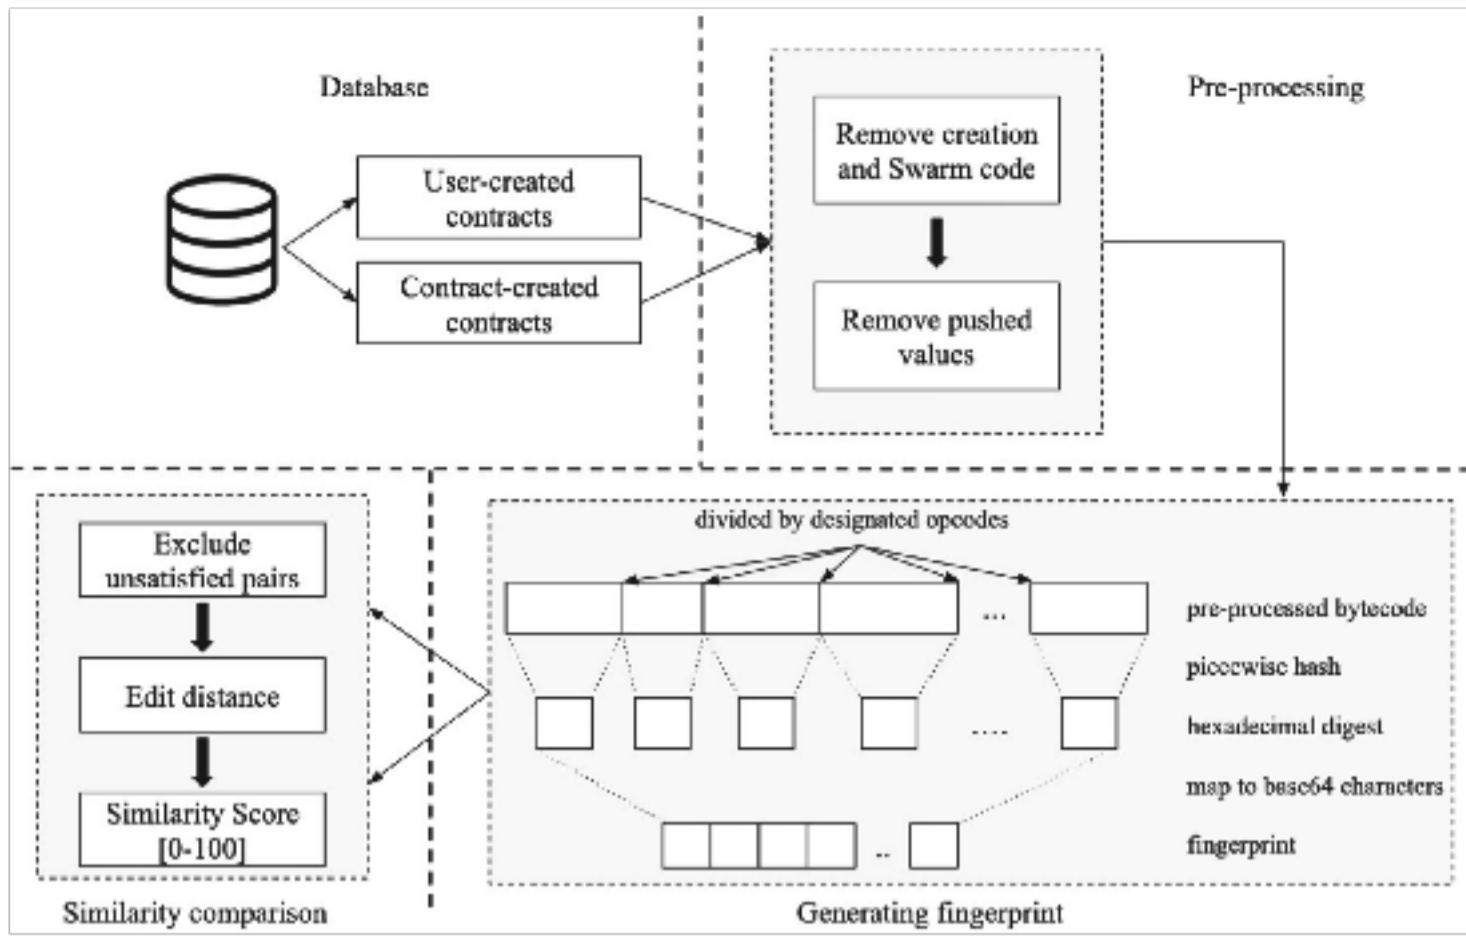 Database
Pre-processing
User-created
contracts
Contract-created
contracts
Remove creation
and Swarm code
Remove pushed
values
Exclude
unsatisfied pairs
Edit distance
Similarity Score
[0-100]
Similarity comparison
divided by designated opcodes
...
pre-processed bytecode
piecewise hash
....
hexadecimal digest
map to base64 characters
..
fingerprint
Generating fingerprint